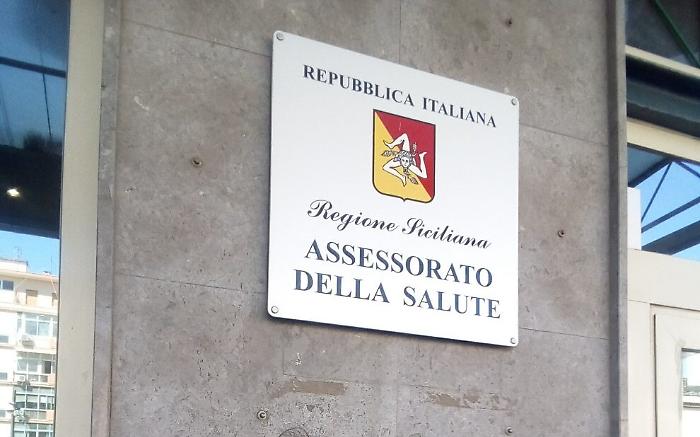 REPUBBLICA ITALIANA
Regione Siciliana
ASSESSORATO
DELLA SALUTE